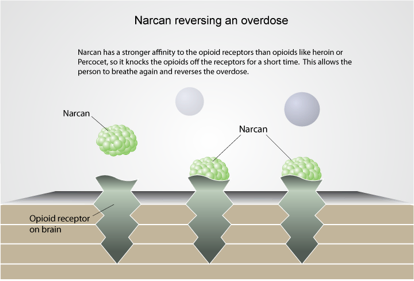 Narcan reversing an overdose
Narcan has a stronger affinity to the opioid receptors than opioids like heroin or
Percocet, so it knocks the opioids off the receptors for a short time.  This allows the
person to breathe again and reverses the overdose.
Narcan
Narcan
Opioid receptor
on brain